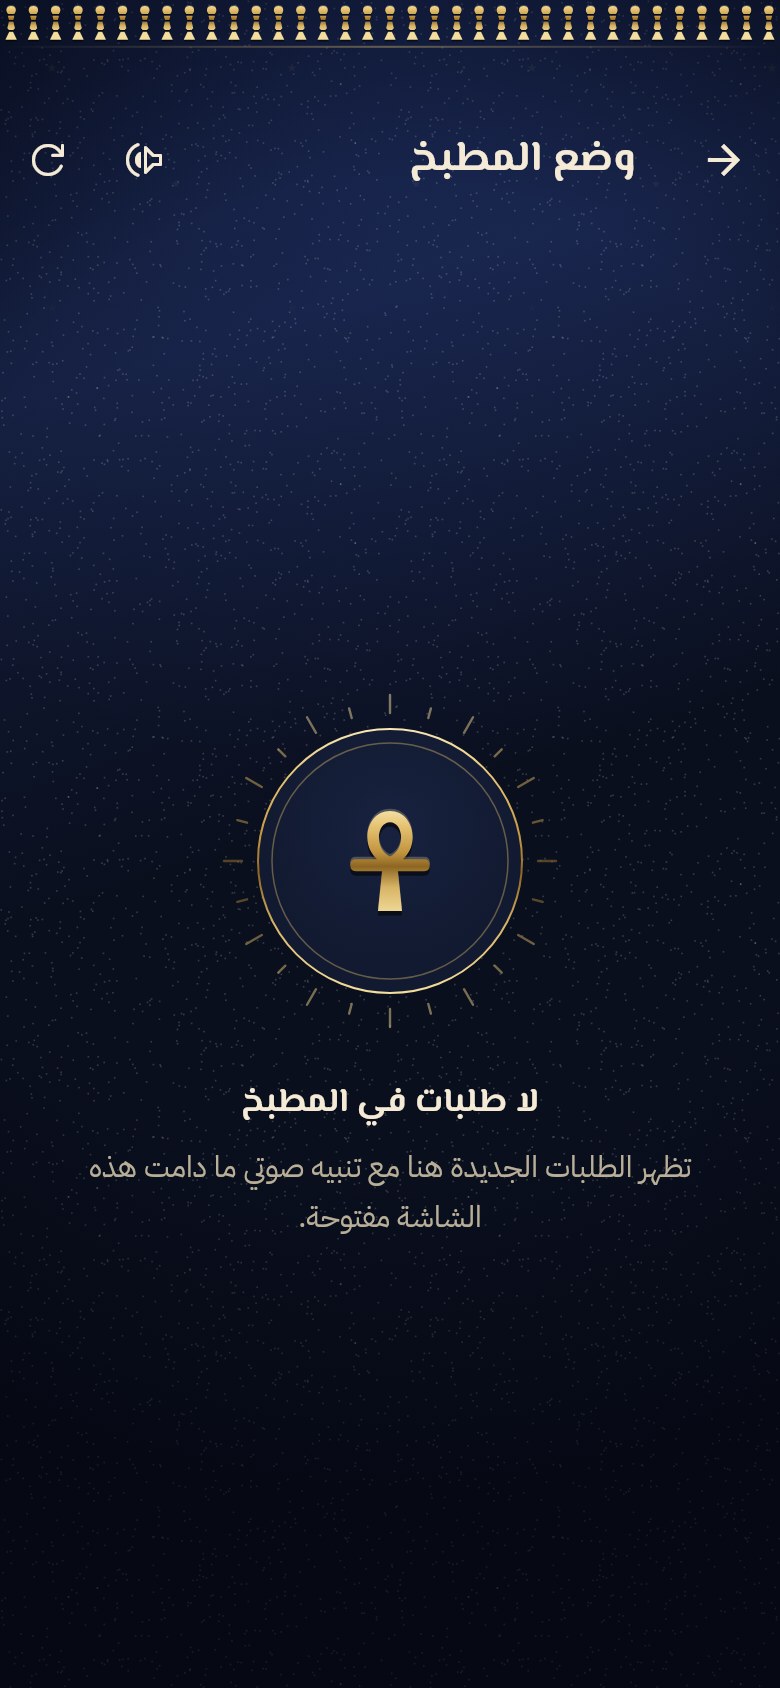 وضع المطبخ
لا طلبات في المطبخ
تظهر الطلبات الجديدة هنا مع تنبيه صوتي ما دامت هذه
الشاشة مفتوحة.